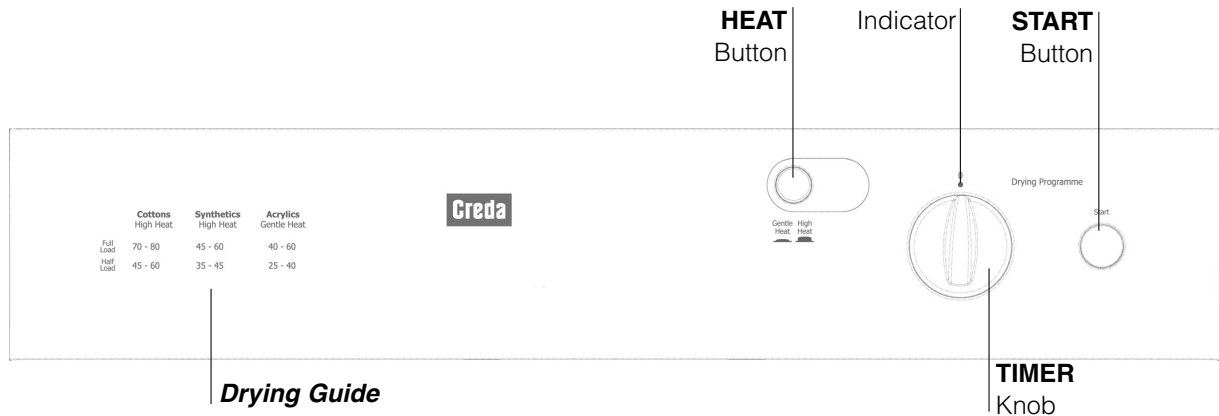 HEAT
Button
Indicator
START
Button
0
Drying Programme
Start
Creda
Gentle Heat
High Heat
Cottons Synthetics Acrylics
High Heat High Heat Gentle Heat
Full Load 70 - 80 45 - 60 40 - 60
Half Load 45 - 60 35 - 45 25 - 40
Drying Guide
TIMER
Knob